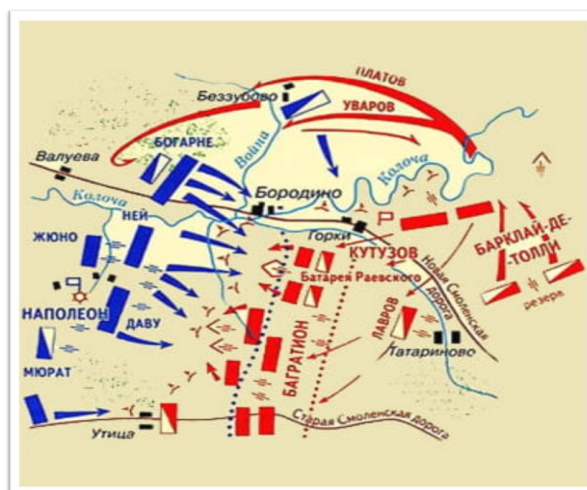 ПЛАТОВ
Беззубово
УВАРОВ
БОГАРНЕ
Война
Валуева
Колоча
Колоча
Бородино
НЕЙ
ЖЮНО
Горки
КУТУЗОВ
БАРКЛАЙ-ДЕ-
ТОЛЛИ
Батарея Раевского
Новая Смоленская
дорога
резерв
НАПОЛЕОН
ДАВУ
БАГРАТИОН
ЛАВРОВ
Татариново
МЮРАТ
Утица
Старая Смоленская дорога